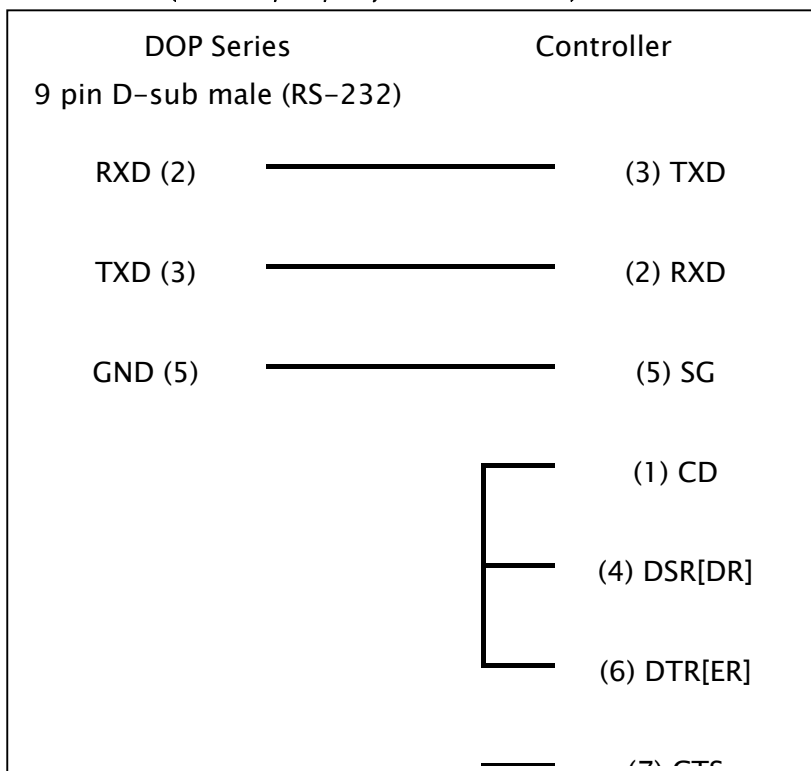 DOP Series Controller
9 pin D-sub male (RS-232)
RXD (2) (3) TXD
TXD (3) (2) RXD
GND (5) (5) SG
(1) CD
(4) DSR[DR]
(6) DTR[ER]